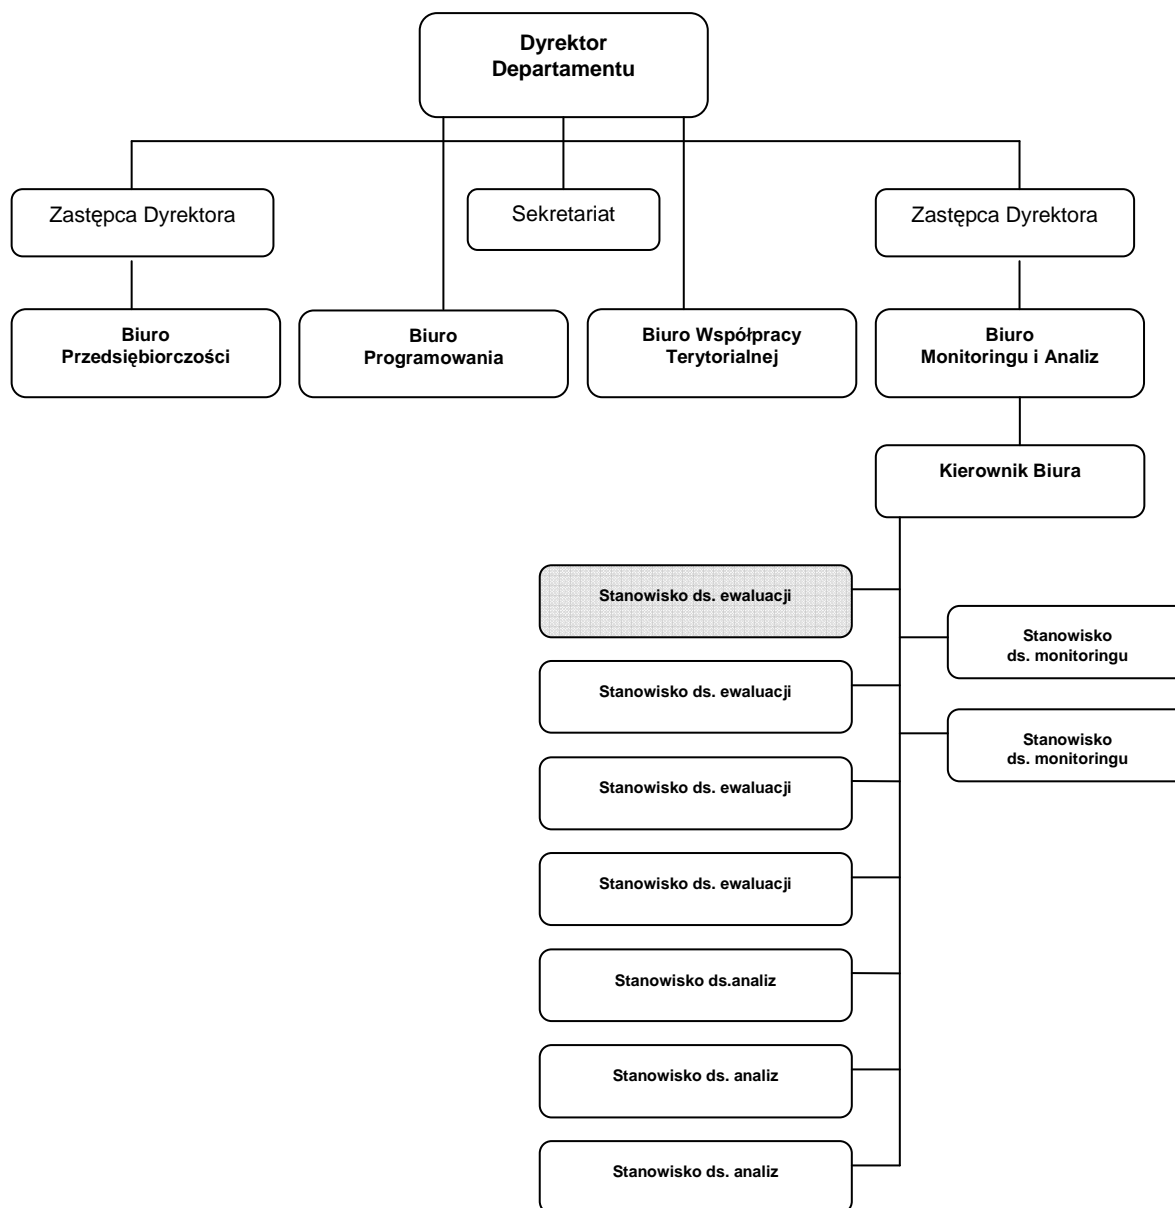 Dyrektor
Departamentu
Zastępca Dyrektora
Sekretariat
Zastępca Dyrektora
Biuro
Przedsiębiorczości
Biuro
Programowania
Biuro Współpracy
Terytorialnej
Biuro
Monitoringu i Analiz
Kierownik Biura
Stanowisko ds. ewaluacji
Stanowisko
ds. monitoringu
Stanowisko ds. ewaluacji
Stanowisko
ds. monitoringu
Stanowisko ds. ewaluacji
Stanowisko ds. ewaluacji
Stanowisko ds.analiz
Stanowisko ds. analiz
Stanowisko ds. analiz